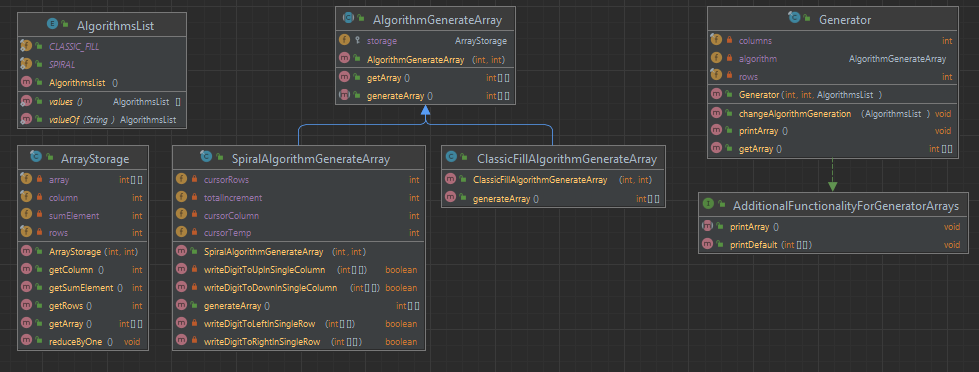 AlgorithmsList
CLASSIC_FILL
SPIRAL
AlgorithmsList ()
values () AlgorithmsList []
valueOf (String) AlgorithmsList
AlgorithmGenerateArray
storage ArrayStorage
AlgorithmGenerateArray (int, int)
getArray () int[][]
generateArray () int[][]
Generator
columns int
algorithm AlgorithmGenerateArray
rows int
Generator (int, int, AlgorithmsList )
changeAlgorithmGeneration (AlgorithmsList ) void
printArray () void
getArray () int[][]
ArrayStorage
array int[][]
column int
sumElement int
rows int
ArrayStorage (int, int)
getColumn () int
getSumElement () int
getRows () int
getArray () int[][]
reduceByOne () void
SpiralAlgorithmGenerateArray
cursorRows int
totalIncrement int
cursorColumn int
cursorTemp int
SpiralAlgorithmGenerateArray (int, int)
writeDigitToUpInSingleColumn (int[][]) boolean
writeDigitToDownInSingleColumn (int[][]) boolean
generateArray () int[][]
writeDigitToLeftInSingleRow (int[][]) boolean
writeDigitToRightInSingleRow (int[][]) boolean
ClassicFillAlgorithmGenerateArray
ClassicFillAlgorithmGenerateArray (int, int)
generateArray () int[][]
AdditionalFunctionalityForGeneratorArrays
printArray () void
printDefault (int[][]) void